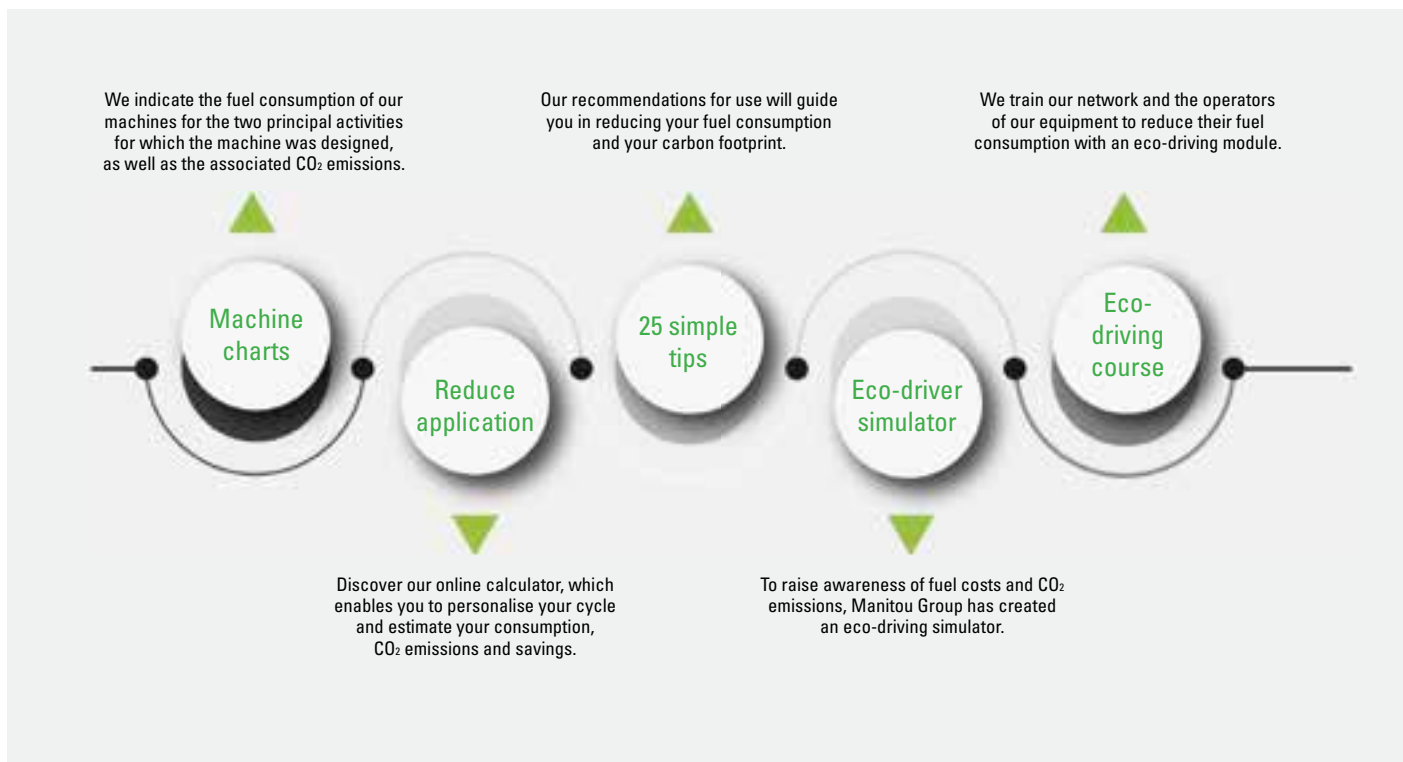 We indicate the fuel consumption of our
machines for the two principal activities
for which the machine was designed,
as well as the associated CO₂ emissions.
Our recommendations for use will guide
you in reducing your fuel consumption
and your carbon footprint.
We train our network and the operators
of our equipment to reduce their fuel
consumption with an eco-driving module.
Machine
charts
Reduce
application
25 simple
tips
Eco-driver
simulator
Eco-
driving
course
Discover our online calculator, which
enables you to personalise your cycle
and estimate your consumption,
CO₂ emissions and savings.
To raise awareness of fuel costs and CO₂
emissions, Manitou Group has created
an eco-driving simulator.